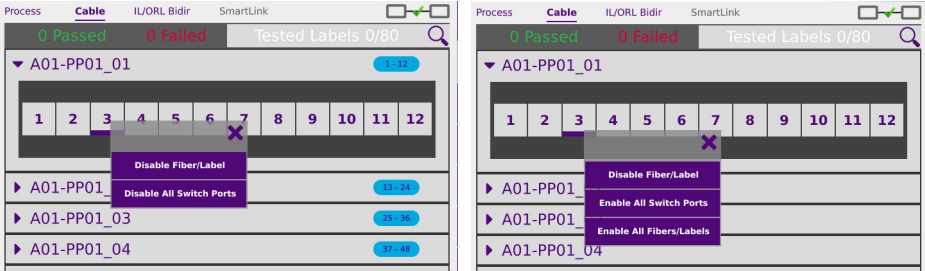 Process Cable IL/ORL Bidir SmartLink
0 Passed 0 Failed Tested Labels 0/80
A01-PP01_01 1 - 12
1 2 3 4 5 6 7 8 9 10 11 12
Disable Fiber/Label
Disable All Switch Ports
A01-PP01_ 13 - 24
A01-PP01_03 25 - 36
A01-PP01_04 37 - 48
Process Cable IL/ORL Bidir SmartLink
0 Passed 0 Failed Tested Labels 0/80
A01-PP01_01
1 2 3 4 5 6 7 8 9 10 11 12
Disable Fiber/Label
Enable All Switch Ports
Enable All Fibers/Labels
A01-PP01_
A01-PP01_
A01-PP01_04